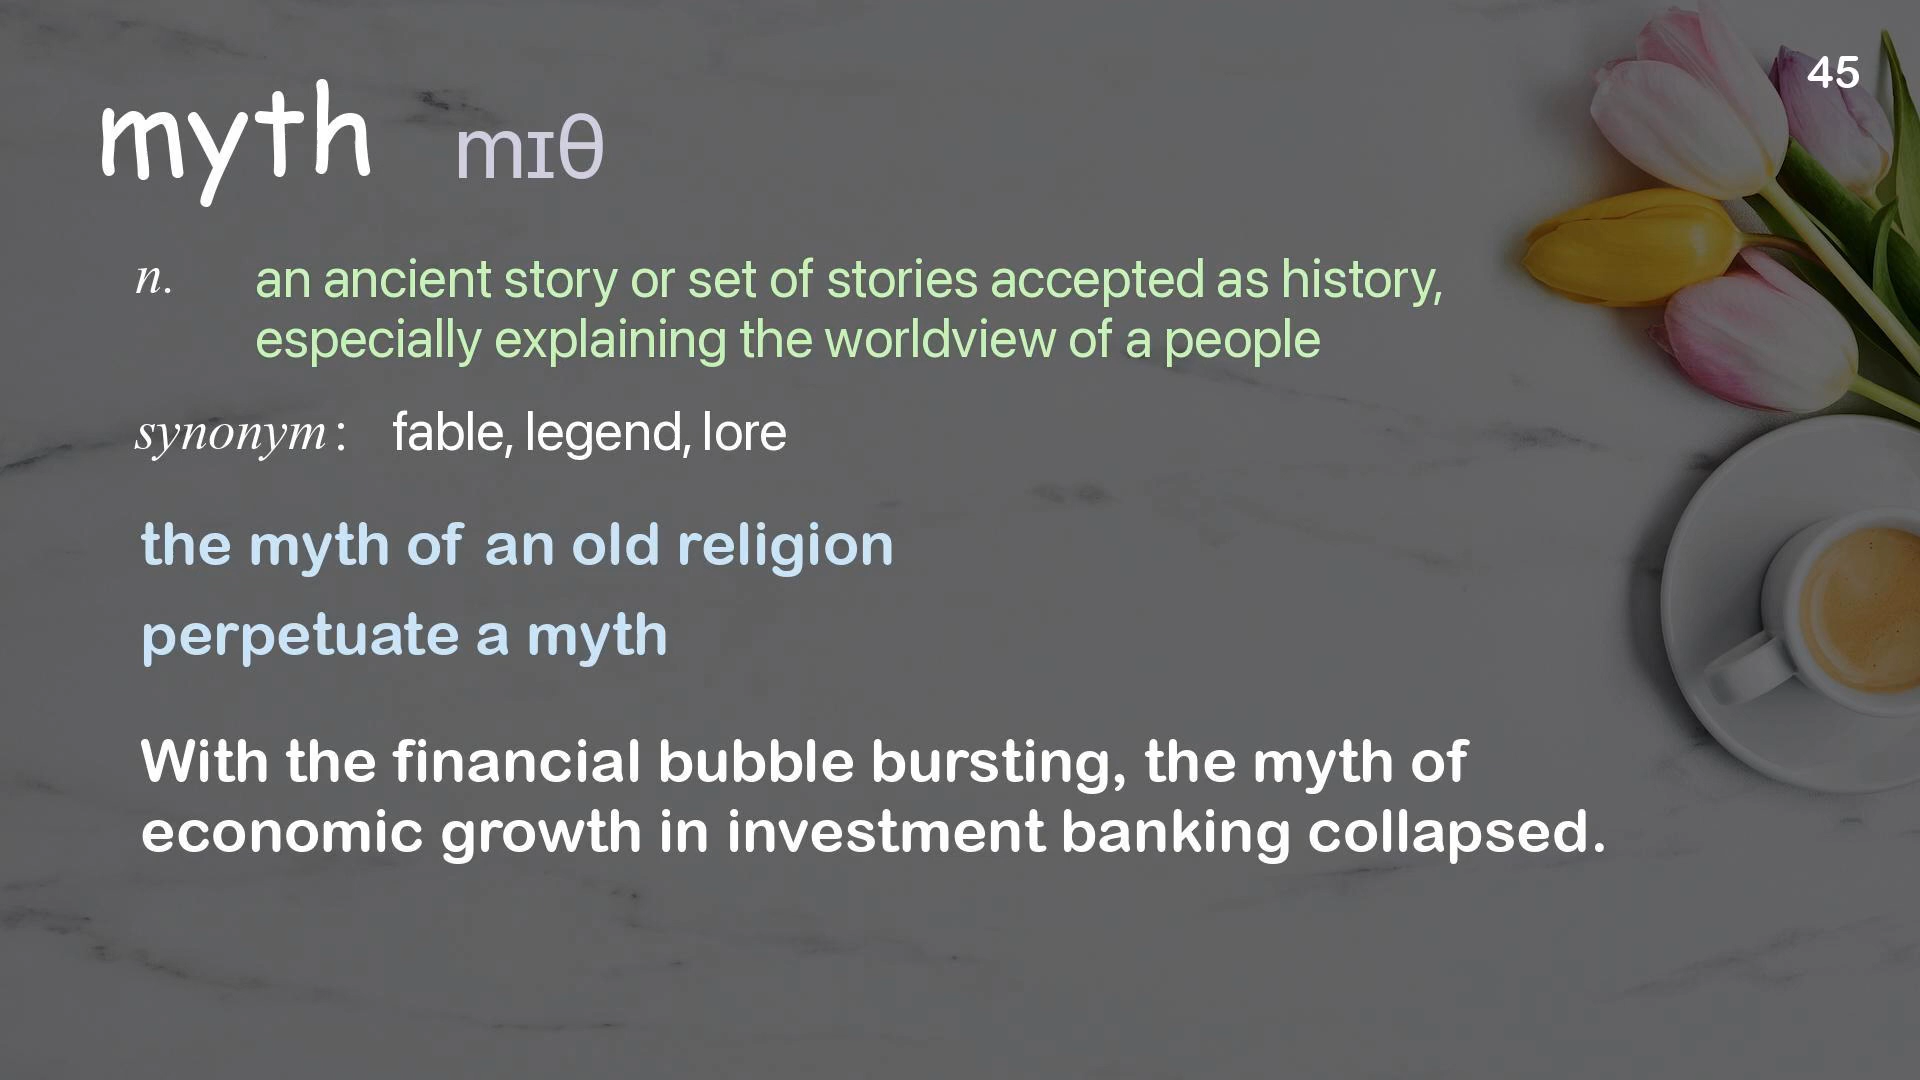 45
myth mɪθ
n. an ancient story or set of stories accepted as history,
especially explaining the worldview of a people
synonym: fable, legend, lore
the myth of an old religion
perpetuate a myth
With the financial bubble bursting, the myth of
economic growth in investment banking collapsed.